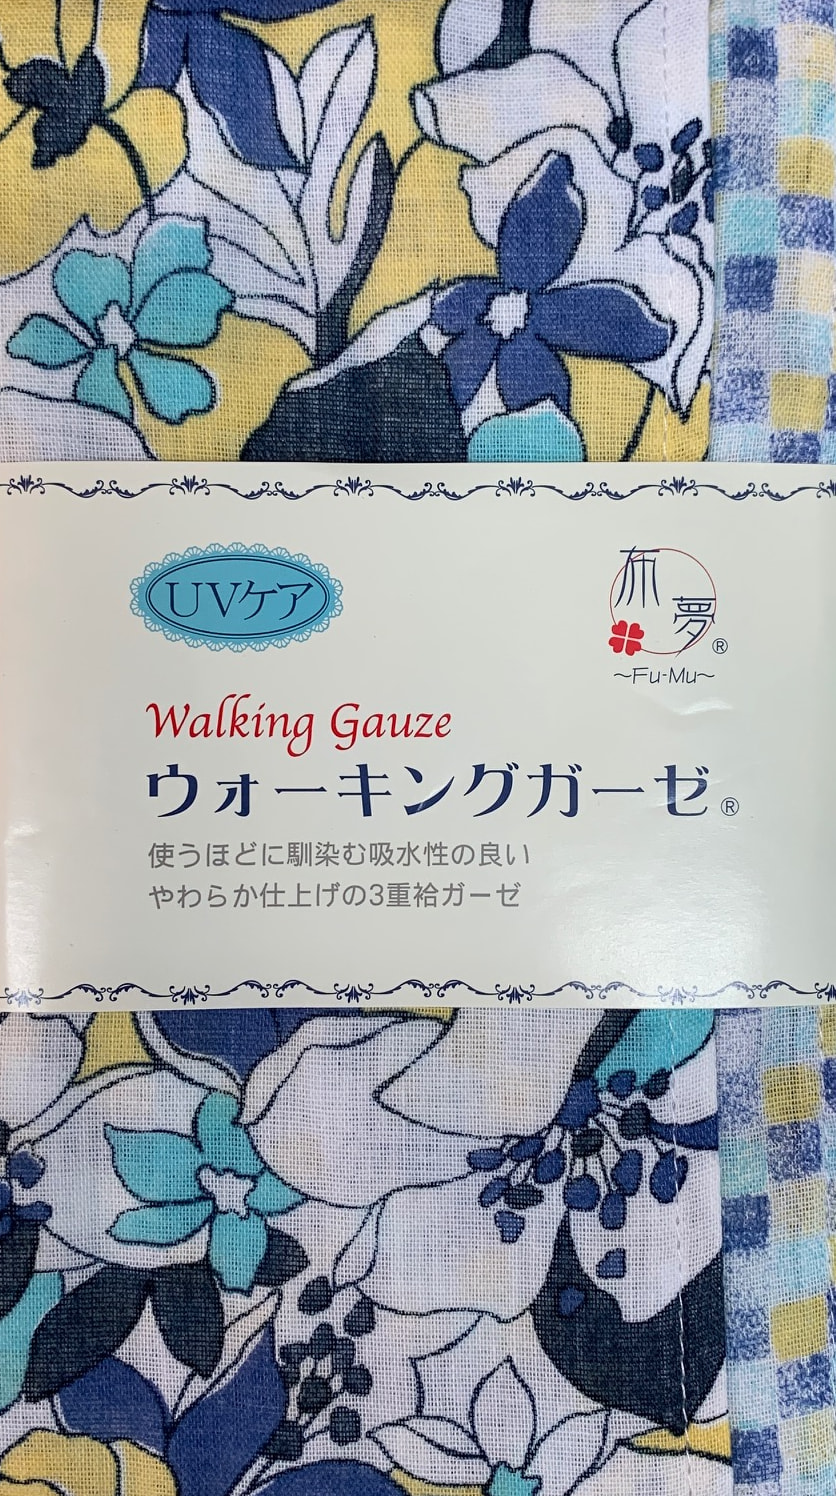 UVケア
布夢®
~Fu-Mu~
Walking Gauze
ウォーキングガーゼ®
使うほどに馴染む吸水性の良い
やわらか仕上げの3重袷ガーゼ